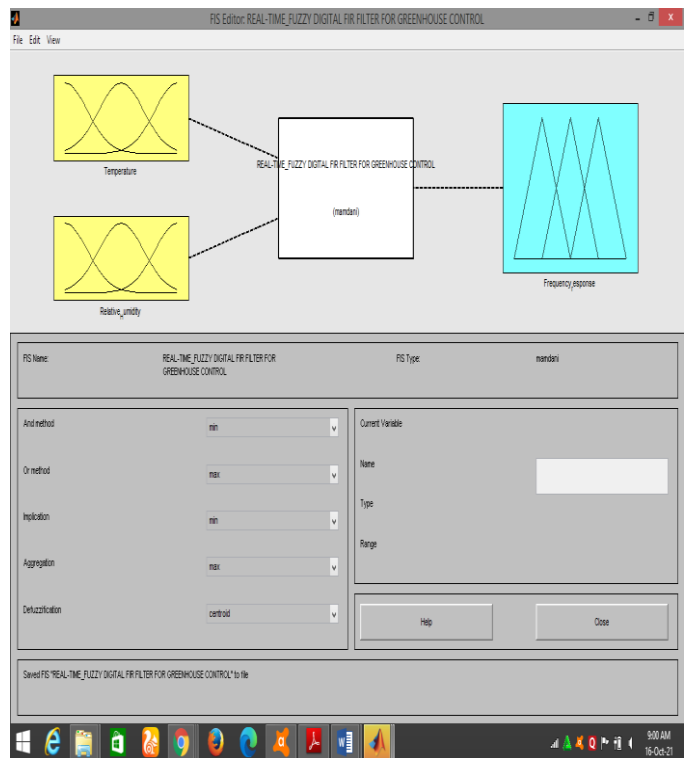 FIS Editor: REAL-TIME_FUZZY DIGITAL FIR FILTER FOR GREENHOUSE CONTROL
File Edit View
Temperature
REAL-TIME_FUZZY DIGITAL FIR FILTER FOR GREENHOUSE CONTROL
(mamdani)
Relative_Humidity
Frequency_response
FIS Name:
REAL-TIME_FUZZY DIGITAL FIR FILTER FOR
GREENHOUSE CONTROL
FIS Type:
mamdani
And method
min
Or method
max
Implication
min
Aggregation
max
Defuzzification
centroid
Current Variable
Name
Type
Range
Help
Close
Saved FIS "REAL-TIME_FUZZY DIGITAL FIR FILTER FOR GREENHOUSE CONTROL" to file
9:00 AM
16-Oct-21